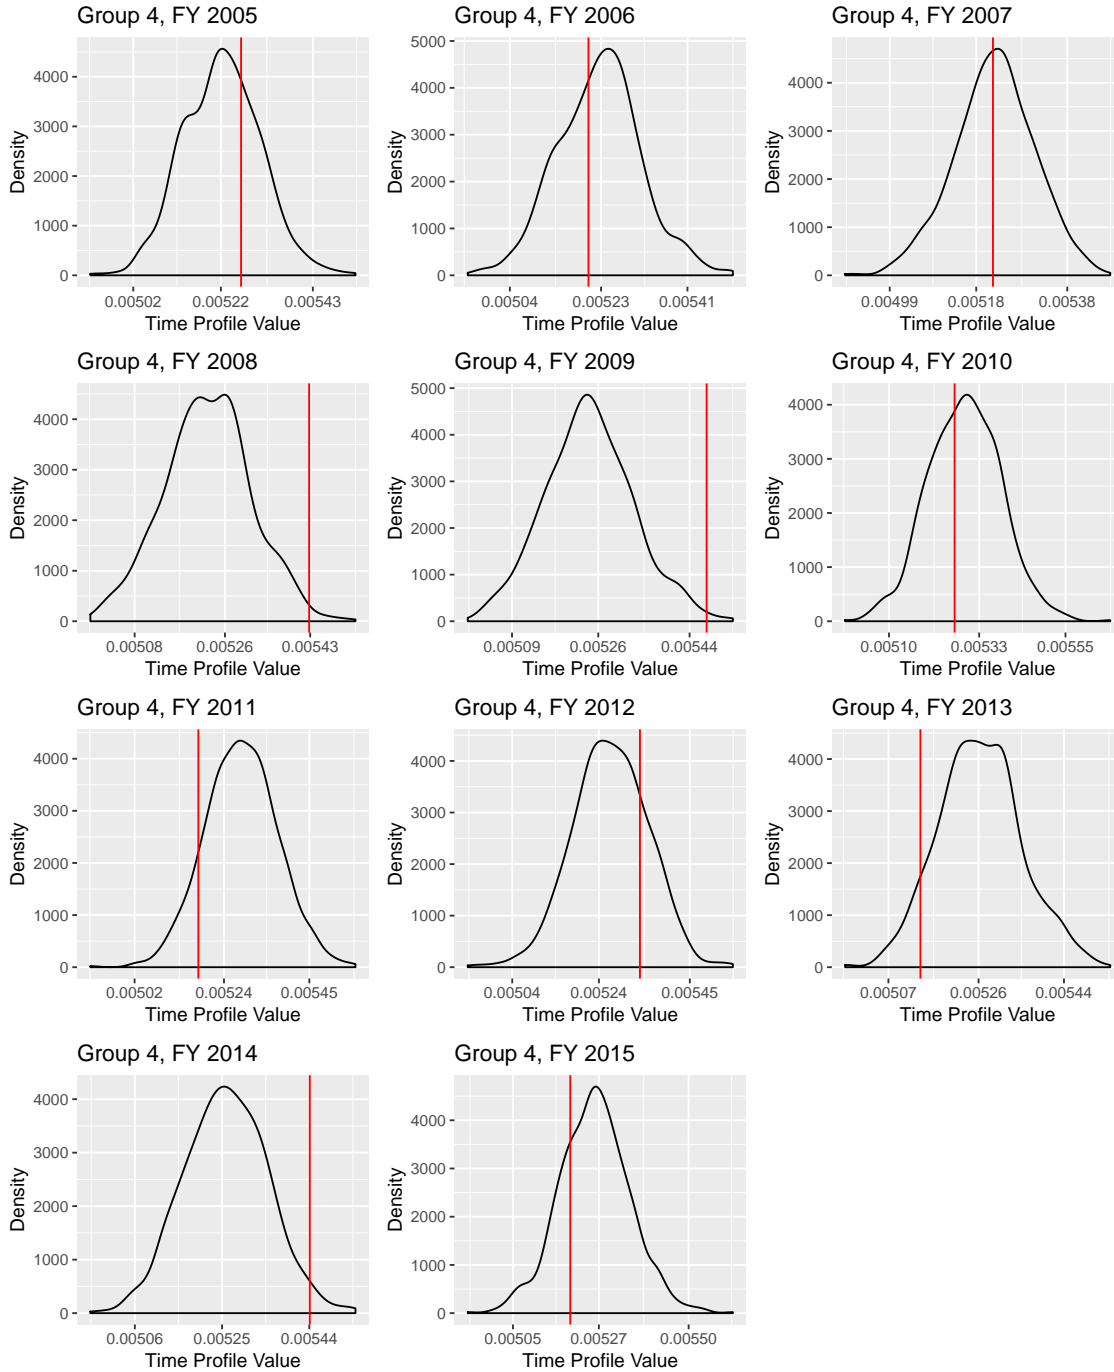 Group 4, FY 2005
Density
4000
3000
2000
1000
0
0.00502 0.00522 0.00543
Time Profile Value
Group 4, FY 2006
Density
5000
4000
3000
2000
1000
0
0.00504 0.00523 0.00541
Time Profile Value
Group 4, FY 2007
Density
4000
3000
2000
1000
0
0.00499 0.00518 0.00538
Time Profile Value
Group 4, FY 2008
Density
4000
3000
2000
1000
0
0.00508 0.00526 0.00543
Time Profile Value
Group 4, FY 2009
Density
5000
4000
3000
2000
1000
0
0.00509 0.00526 0.00544
Time Profile Value
Group 4, FY 2010
Density
4000
3000
2000
1000
0
0.00510 0.00533 0.00555
Time Profile Value
Group 4, FY 2011
Density
4000
3000
2000
1000
0
0.00502 0.00524 0.00545
Time Profile Value
Group 4, FY 2012
Density
4000
3000
2000
1000
0
0.00504 0.00524 0.00545
Time Profile Value
Group 4, FY 2013
Density
4000
3000
2000
1000
0
0.00507 0.00526 0.00544
Time Profile Value
Group 4, FY 2014
Density
4000
3000
2000
1000
0
0.00506 0.00525 0.00544
Time Profile Value
Group 4, FY 2015
Density
4000
3000
2000
1000
0
0.00505 0.00527 0.00550
Time Profile Value